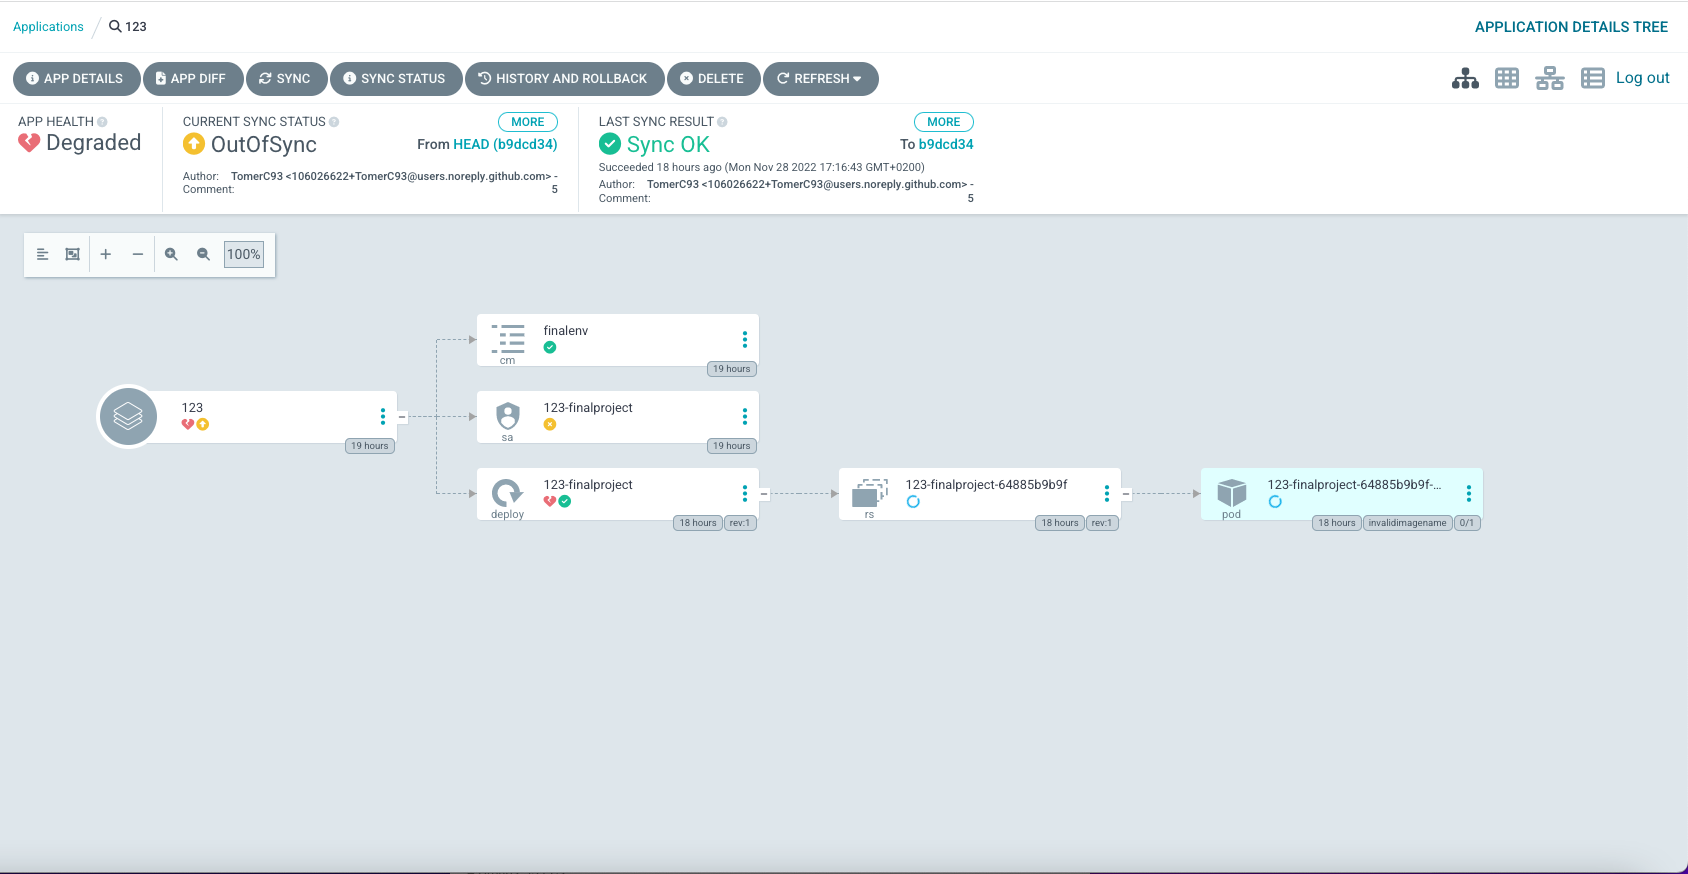 Applications
123
APPLICATION DETAILS TREE
APP DETAILS
APP DIFF
SYNC
SYNC STATUS
HISTORY AND ROLLBACK
DELETE
REFRESH
Log out
APP HEALTH
Degraded
CURRENT SYNC STATUS
MORE
OutOfSync
From HEAD (b9dcd34)
Author: TomerC93 <106026622+TomerC93@users.noreply.github.com> -
Comment: 5
LAST SYNC RESULT
MORE
Sync OK
To b9dcd34
Succeeded 18 hours ago (Mon Nov 28 2022 17:16:43 GMT+0200)
Author: TomerC93 <106026622+TomerC93@users.noreply.github.com> -
Comment: 5
100%
finalenv
cm
19 hours
123
19 hours
123-finalproject
sa
19 hours
123-finalproject
deploy
18 hours
rev:1
123-finalproject-64885b9b9f
rs
18 hours
rev:1
123-finalproject-64885b9b9f-...
pod
18 hours
invalidimagename
0/1